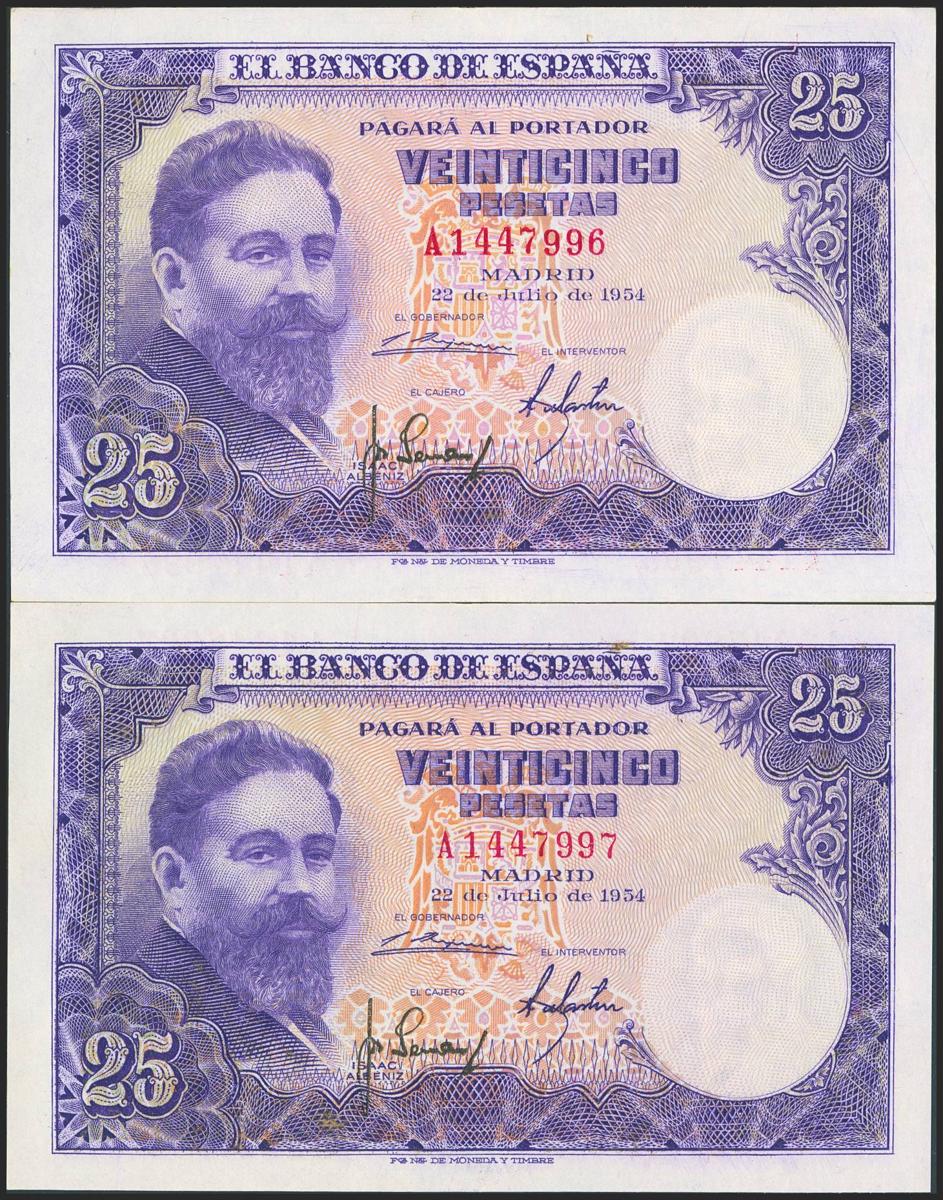 EL BANCO DE ESPAÑA
25
PAGARÁ AL PORTADOR
VEINTICINCO
PESETAS
A1447996
MADRID
22 de Julio de 1954
EL GOBERNADOR
EL INTERVENTOR
EL CAJERO
ISAAC
ALBENIZ
25
FCA NAL DE MONEDA Y TIMBRE
EL BANCO DE ESPAÑA
25
PAGARÁ AL PORTADOR
VEINTICINCO
PESETAS
A1447997
MADRID
22 de Julio de 1954
EL GOBERNADOR
EL INTERVENTOR
EL CAJERO
ISAAC
ALBENIZ
25
FCA NAL DE MONEDA Y TIMBRE